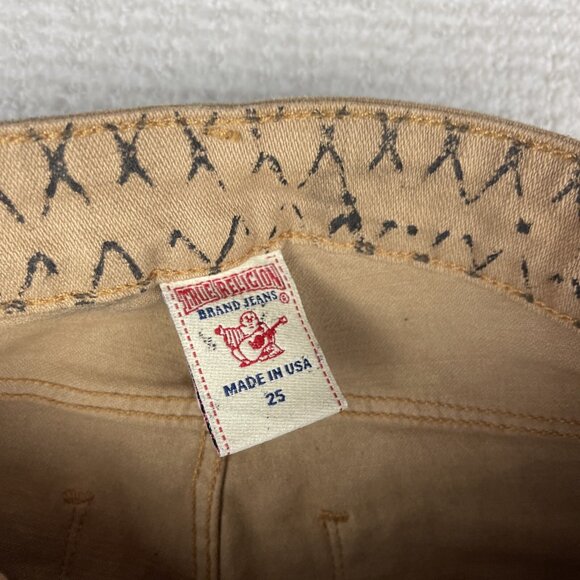 TRUE RELIGION
BRAND JEANS ®
MADE IN USA
25